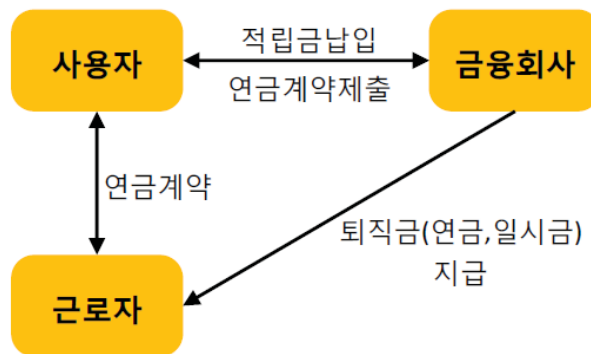 사용자
적립금납입
연금계약제출
금융회사
연금계약
퇴직금(연금,일시금)
지급
근로자